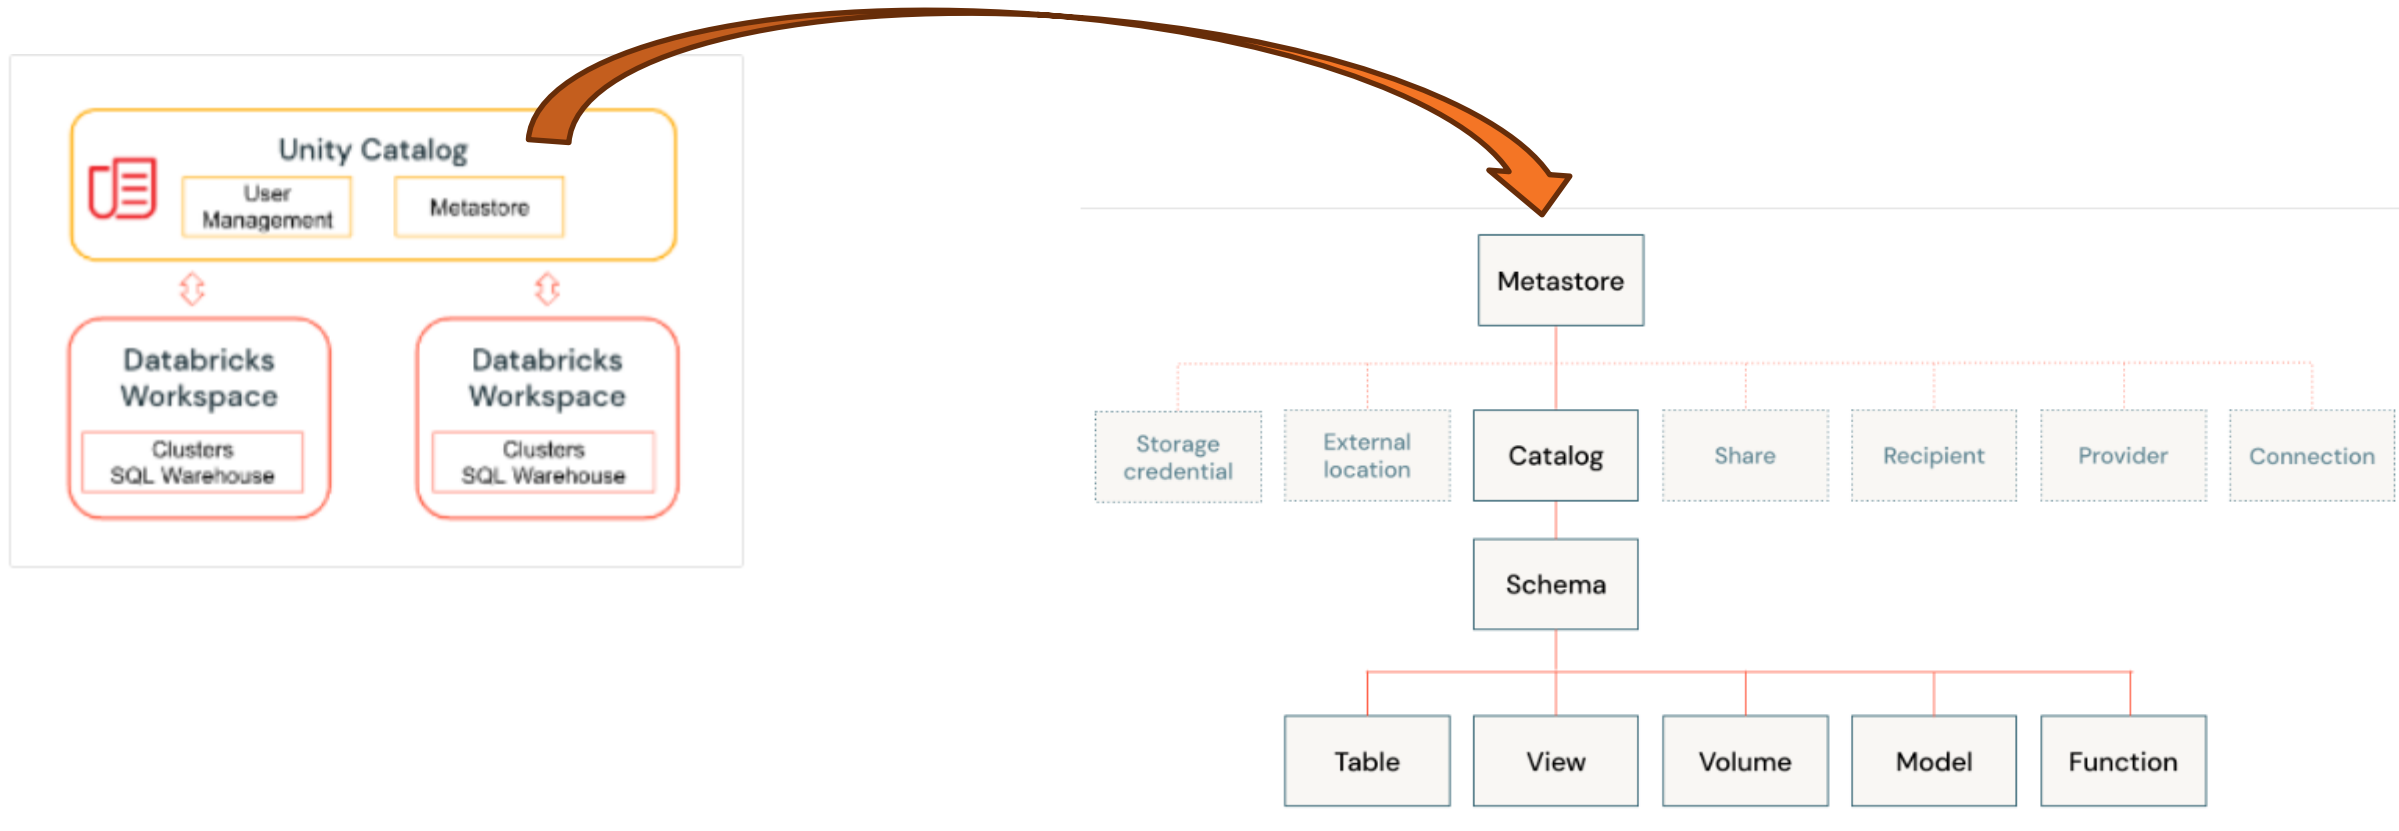 Unity Catalog
User
Management
Metastore
Databricks
Workspace
Clusters
SQL Warehouse
Databricks
Workspace
Clusters
SQL Warehouse
Metastore
Storage
credential
External
location
Catalog
Share
Recipient
Provider
Connection
Schema
Table
View
Volume
Model
Function